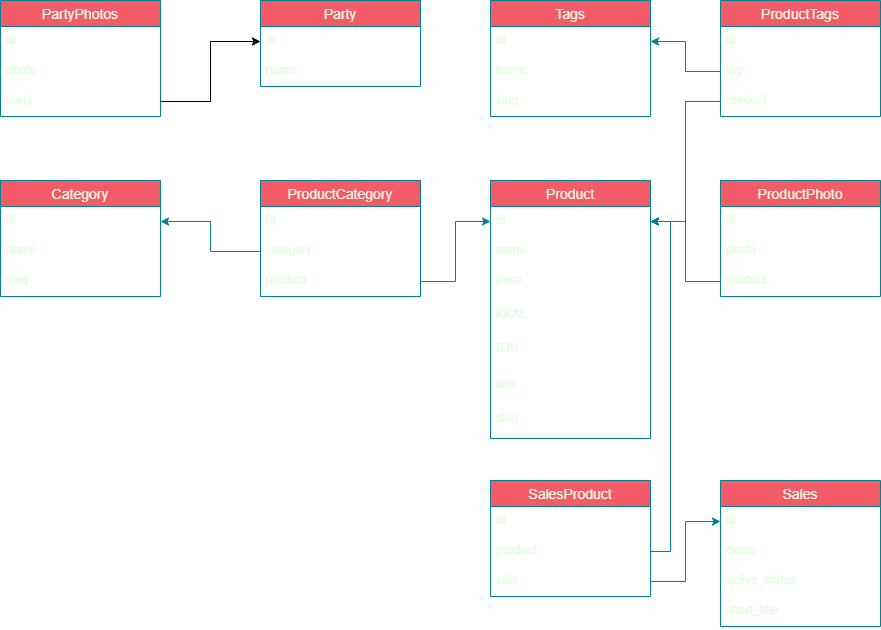 PartyPhotos
id
photo
party
Party
id
name
Tags
id
name
slug
ProductTags
id
tag
product
Category
id
name
slug
ProductCategory
id
category
product
Product
id
name
price
KKAL
BJU
title
slug
ProductPhoto
id
photo
product
SalesProduct
id
product
sale
Sales
id
name
active_status
short_title